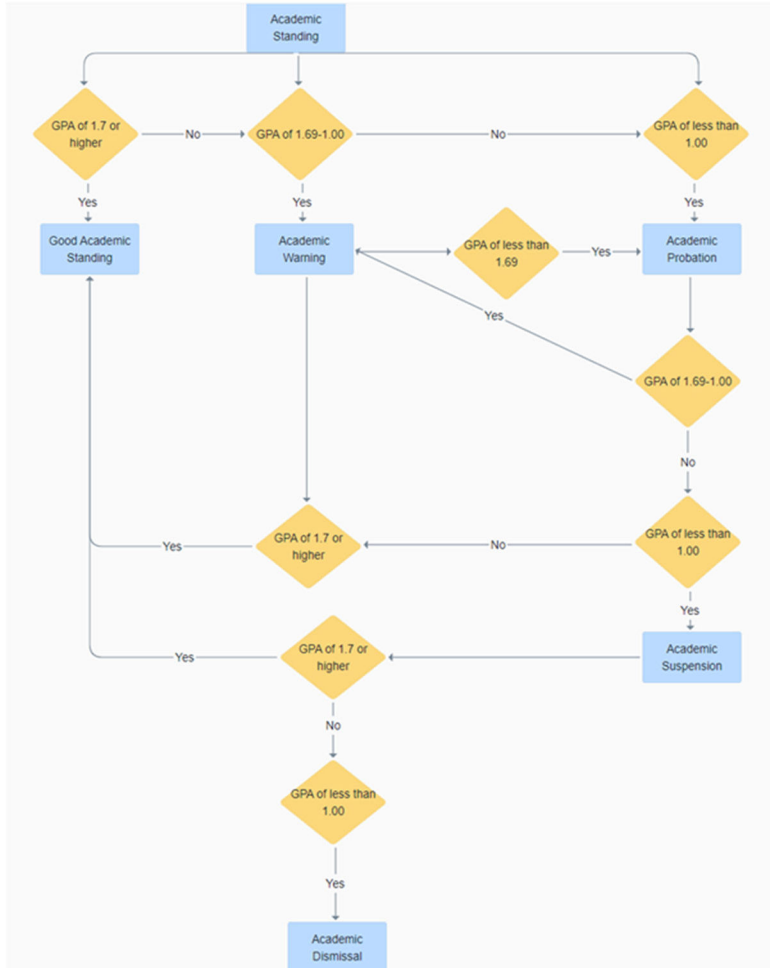 Academic
Standing
GPA of 1.7 or
higher
No
GPA of 1.69-1.00
No
GPA of less than
1.00
Yes
Yes
Yes
Good Academic
Standing
Academic
Warning
GPA of less than
1.69
Yes
Academic
Probation
Yes
GPA of 1.69-1.00
No
GPA of 1.7 or
higher
Yes
No
GPA of less than
1.00
Yes
GPA of 1.7 or
higher
Yes
Academic
Suspension
No
GPA of less than
1.00
Yes
Academic
Dismissal